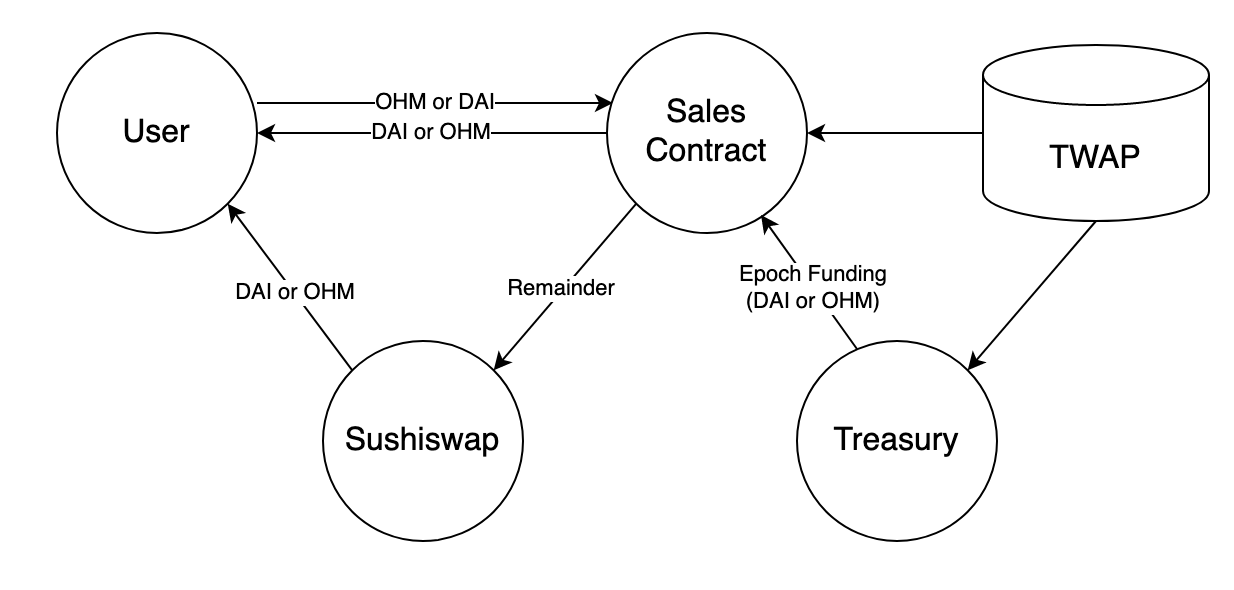 User
OHM or DAI
DAI or OHM
Sales
Contract
TWAP
DAI or OHM
Remainder
Epoch Funding
(DAI or OHM)
Sushiswap
Treasury